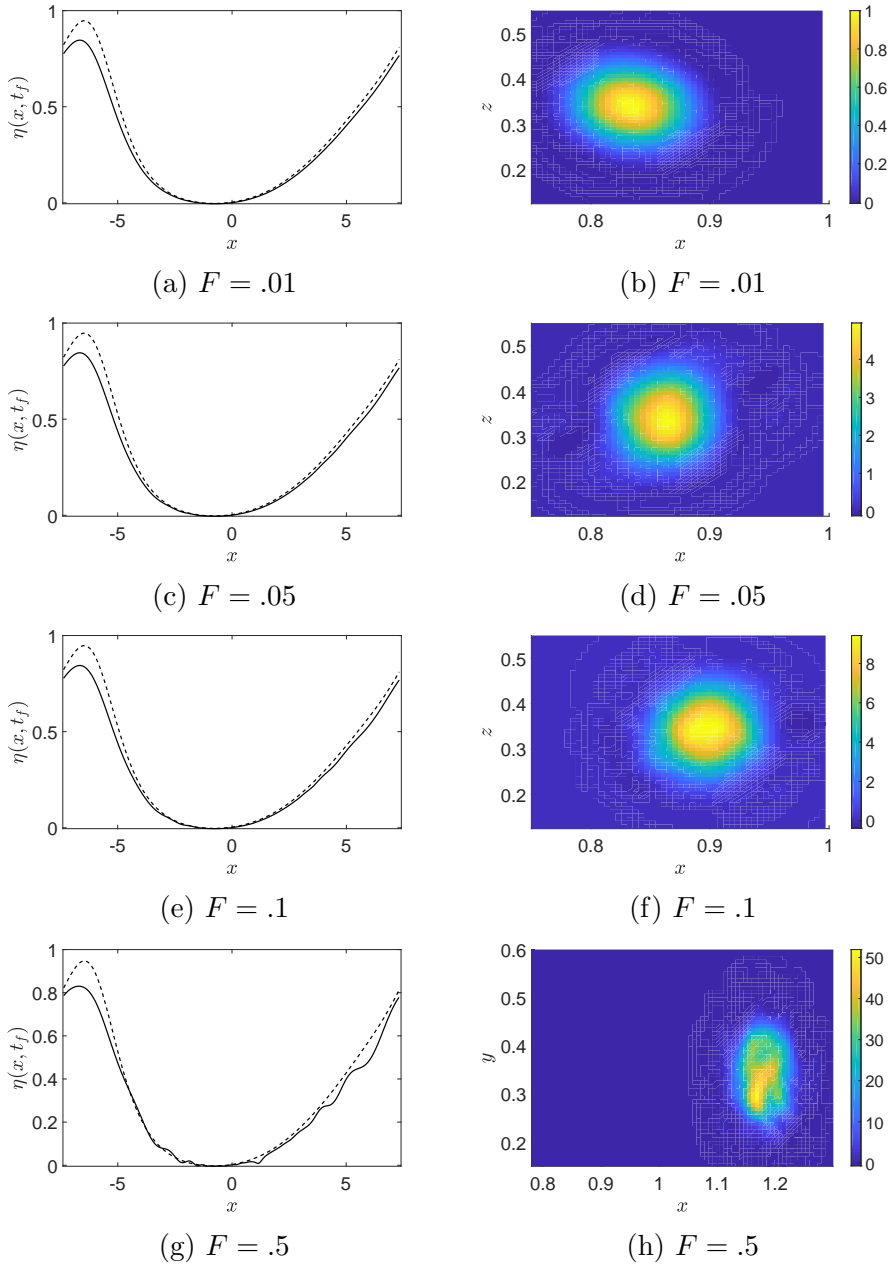 1
0.5
0
η(x, t_f)
-5 0 5
x
(a) F = .01
0.5
0.4
0.3
0.2
z
0.8 0.9 1
x
1
0.8
0.6
0.4
0.2
0
(b) F = .01
1
0.5
0
η(x, t_f)
-5 0 5
x
(c) F = .05
0.5
0.4
0.3
0.2
z
0.8 0.9 1
x
4
3
2
1
0
(d) F = .05
1
0.5
0
η(x, t_f)
-5 0 5
x
(e) F = .1
0.5
0.4
0.3
0.2
z
0.8 0.9 1
x
8
6
4
2
0
(f) F = .1
1
0.8
0.6
0.4
0.2
0
η(x, t_f)
-5 0 5
x
(g) F = .5
0.6
0.5
0.4
0.3
0.2
y
0.8 0.9 1 1.1 1.2
x
50
40
30
20
10
0
(h) F = .5